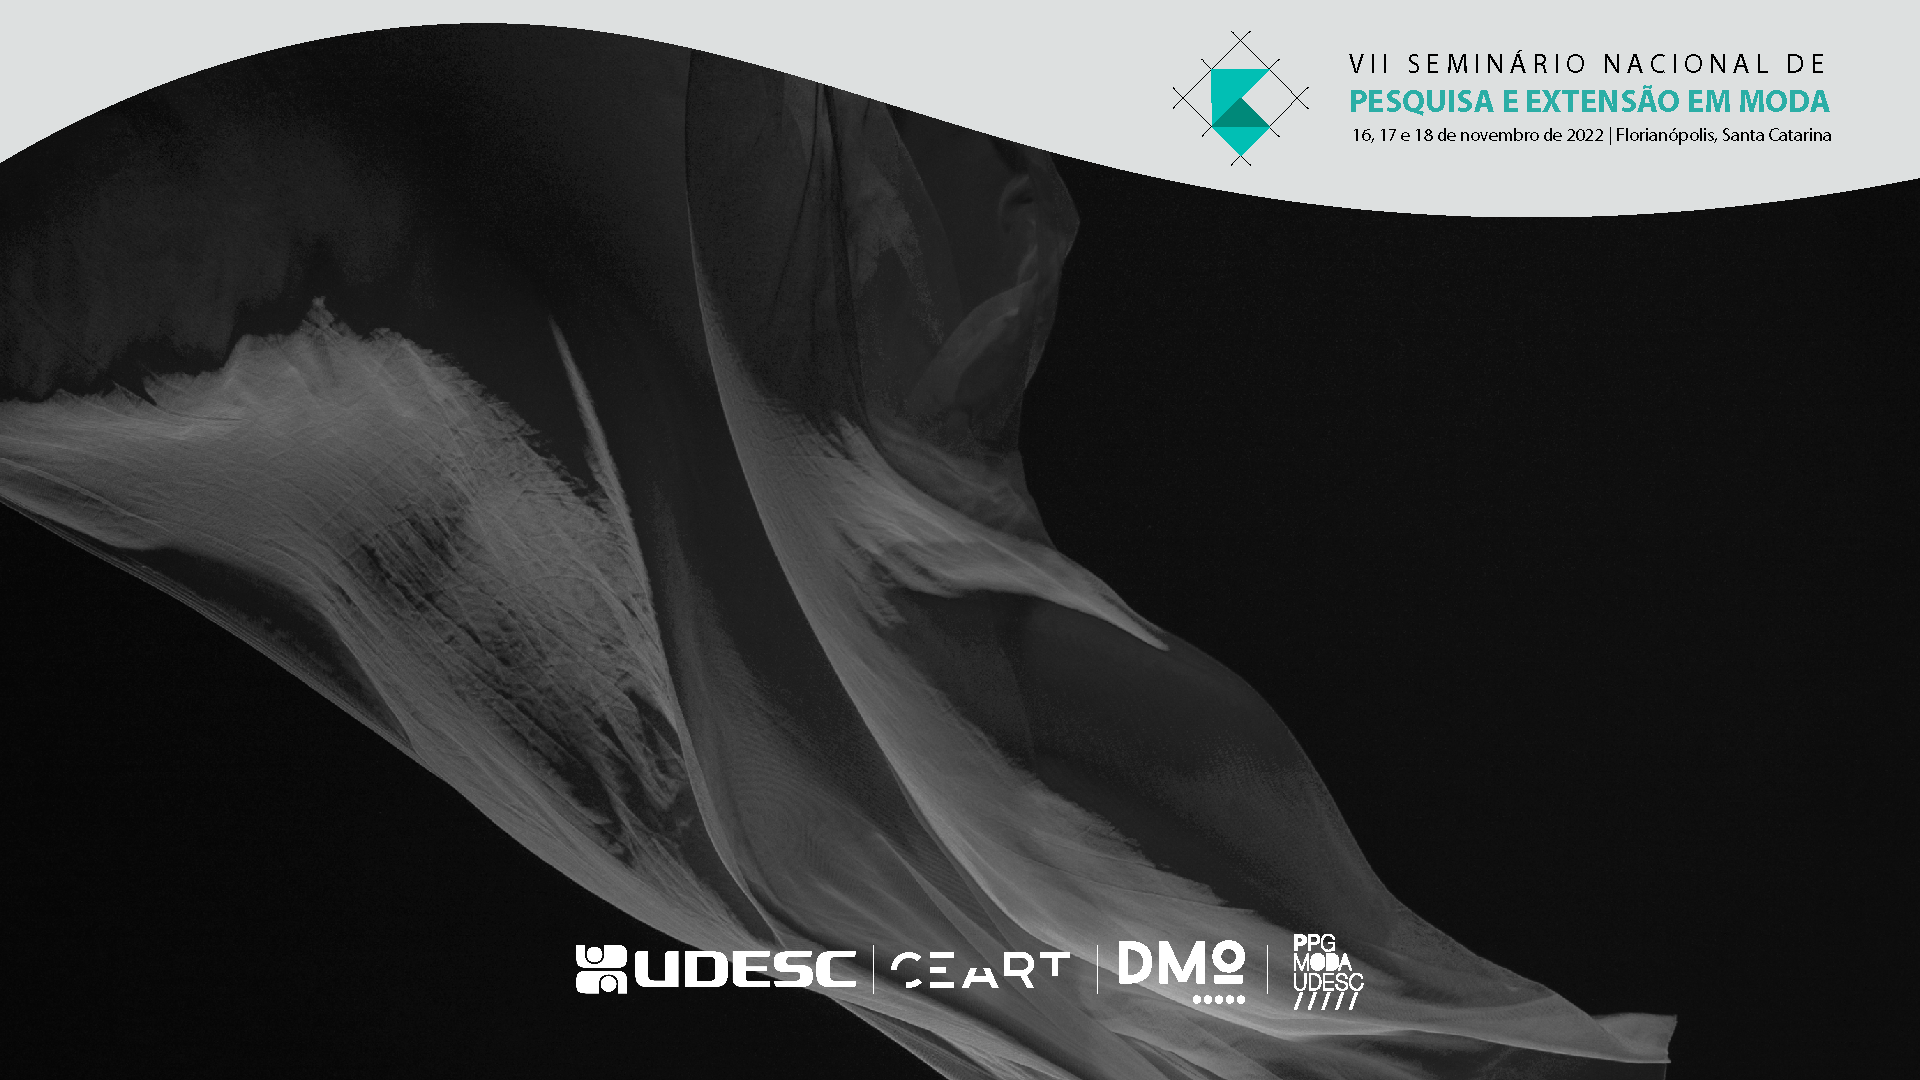 VII SEMINÁRIO NACIONAL DE
PESQUISA E EXTENSÃO EM MODA
16, 17 e 18 de novembro de 2022 | Florianópolis, Santa Catarina
UDESC
CEART
DMO
PPG
MODA
UDESC